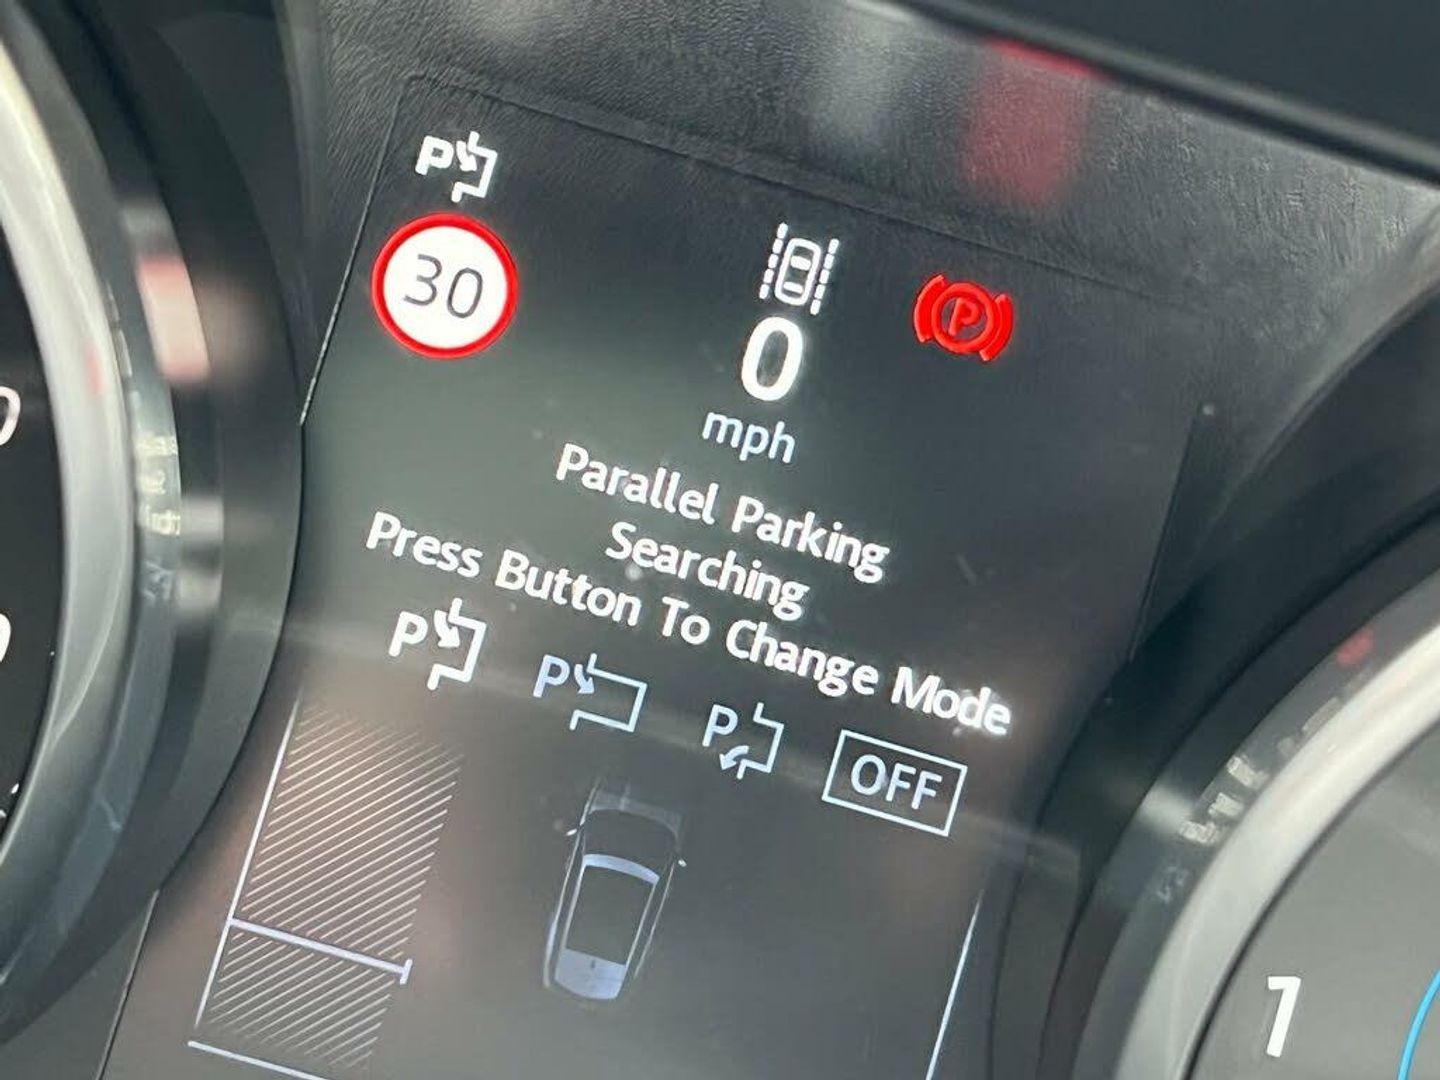 P
30
P
0
mph
Parallel Parking
Searching
Press Button To Change Mode
P
P
P
OFF
1